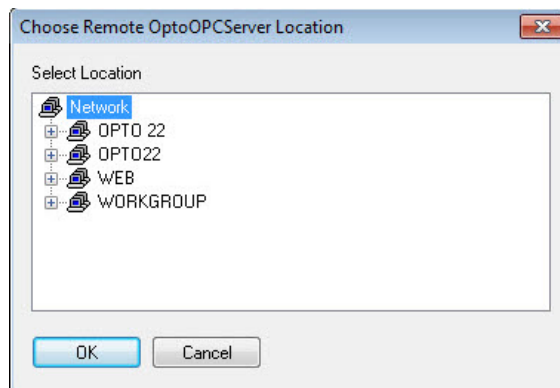 Choose Remote OptoOPCServer Location
Select Location
Network
OPTO 22
OPTO22
WEB
WORKGROUP
OK
Cancel